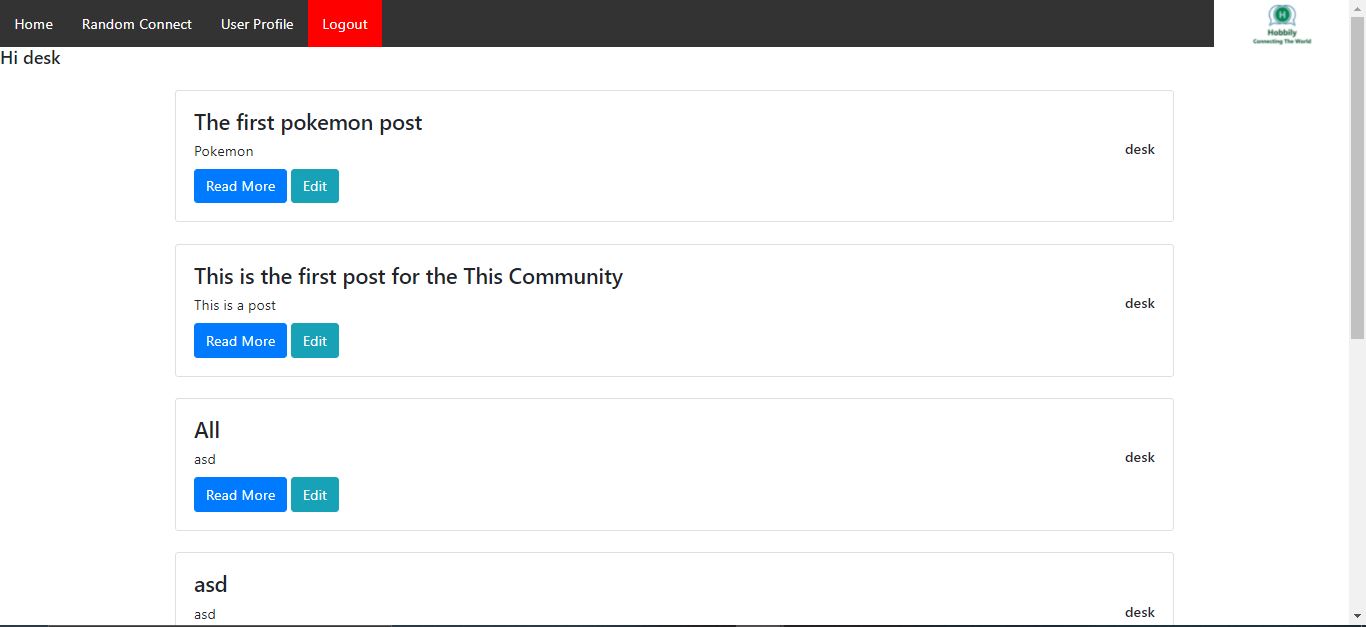 Home Random Connect User Profile Logout
H
Hobbily
Connecting The World
Hi desk
The first pokemon post
Pokemon
desk
Read More Edit
This is the first post for the This Community
This is a post
desk
Read More Edit
All
asd
desk
Read More Edit
asd
asd
desk